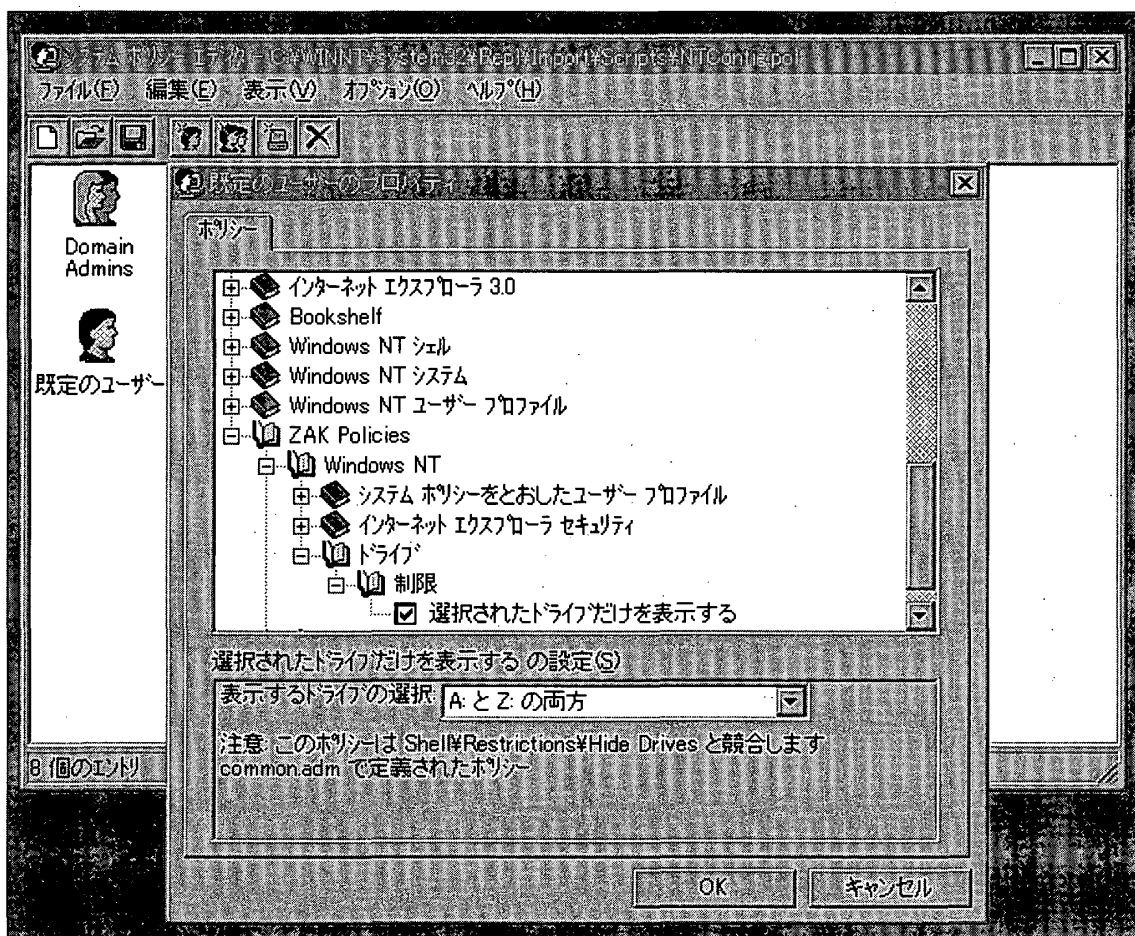 システム ポリシー エディタ - C:¥WINNT¥system32¥Repl¥Import¥Scripts¥NTConfig.pol
ファイル(F) 編集(E) 表示(V) オプション(O) ヘルプ(H)
既定のユーザーのプロパティ
Domain
Admins
既定のユーザー
ポリシー
インターネット エクスプローラ 3.0
Bookshelf
Windows NT シェル
Windows NT システム
Windows NT ユーザー プロファイル
ZAK Policies
Windows NT
システム ポリシーをとおしたユーザー プロファイル
インターネット エクスプローラ セキュリティ
ドライブ
制限
選択されたドライブだけを表示する
選択されたドライブだけを表示する の設定(S)
表示するドライブの選択: A: と Z: の両方
注意: このポリシーは Shell¥Restrictions¥Hide Drives と競合します
common.adm で定義されたポリシー
8 個のエントリ
OK キャンセル